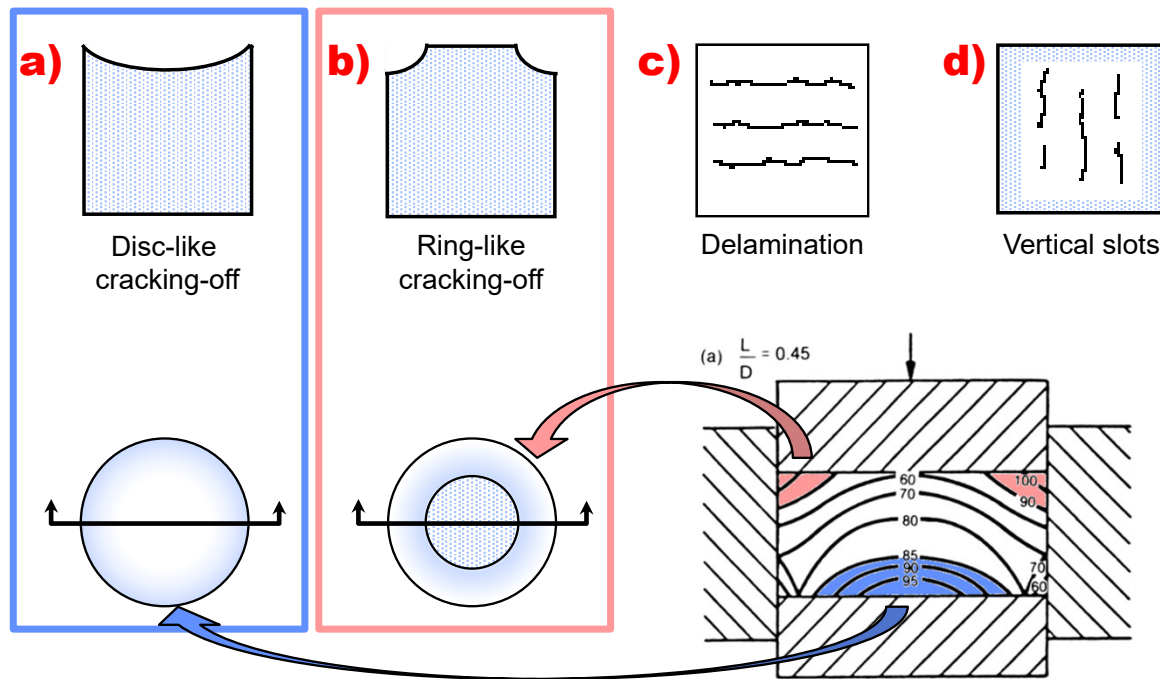 a)
b)
c)
d)
Disc-like
cracking-off
Ring-like
cracking-off
Delamination
Vertical slots
(a) L/D = 0.45
60
70
80
85
90
95
100
90
70
60